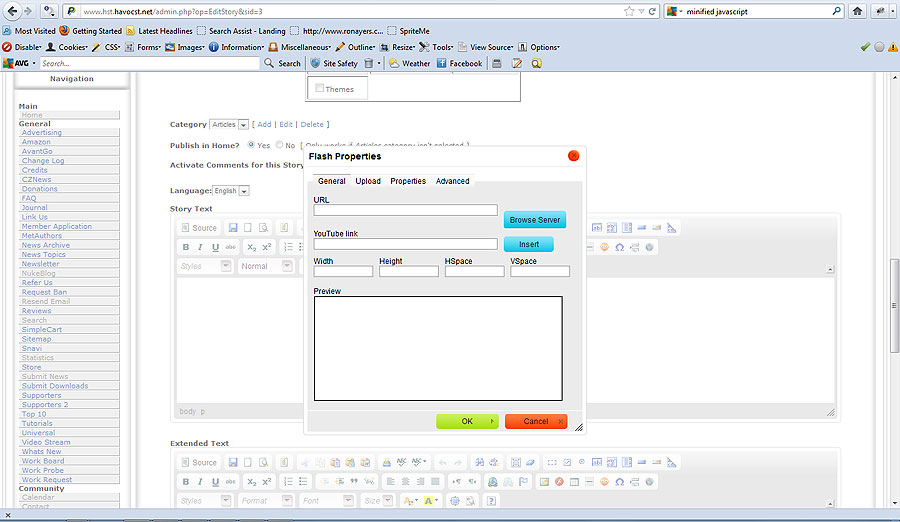 www.hst.havocst.net/admin.php?op=EditStory&sid=3
minified javascript
Most Visited Getting Started Latest Headlines Search Assist - Landing http://www.ronayers.c... SpriteMe
Disable Cookies CSS Forms Images Information Miscellaneous Outline Resize Tools View Source Options
AVG Search... Search Site Safety Weather Facebook
Navigation
Main
Home
General
Advertising
Amazon
AvantGo
Change Log
Credits
CZNews
Donations
FAQ
Journal
Link Us
Member Application
MetAuthors
News Archive
News Topics
Newsletter
NukeBlog
Refer Us
Request Ban
Resend Email
Reviews
Search
SimpleCart
Sitemap
Snavi
Statistics
Store
Submit News
Submit Downloads
Supporters
Supporters 2
Top 10
Tutorials
Universal
Video Stream
Whats New
Work Board
Work Probe
Work Request
Community
Calendar
Contact
Themes
Category Articles [ Add | Edit | Delete ]
Publish in Home? Yes No [ Only works if Articles category isn't selected ]
Activate Comments for this Story
Language: English
Story Text
Source
B I U abc X2 X2
Styles Normal
body p
Flash Properties
General Upload Properties Advanced
URL
Browse Server
YouTube link
Insert
Width Height HSpace VSpace
Preview
OK Cancel
Extended Text
Source
B I U abc X2 X2
Styles Format Font Size